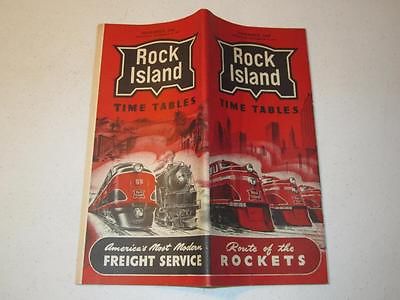 Rock
Island
TIME TABLES
America's Most Modern
FREIGHT SERVICE
Rock
Island
TIME TABLES
Route of the
ROCKETS